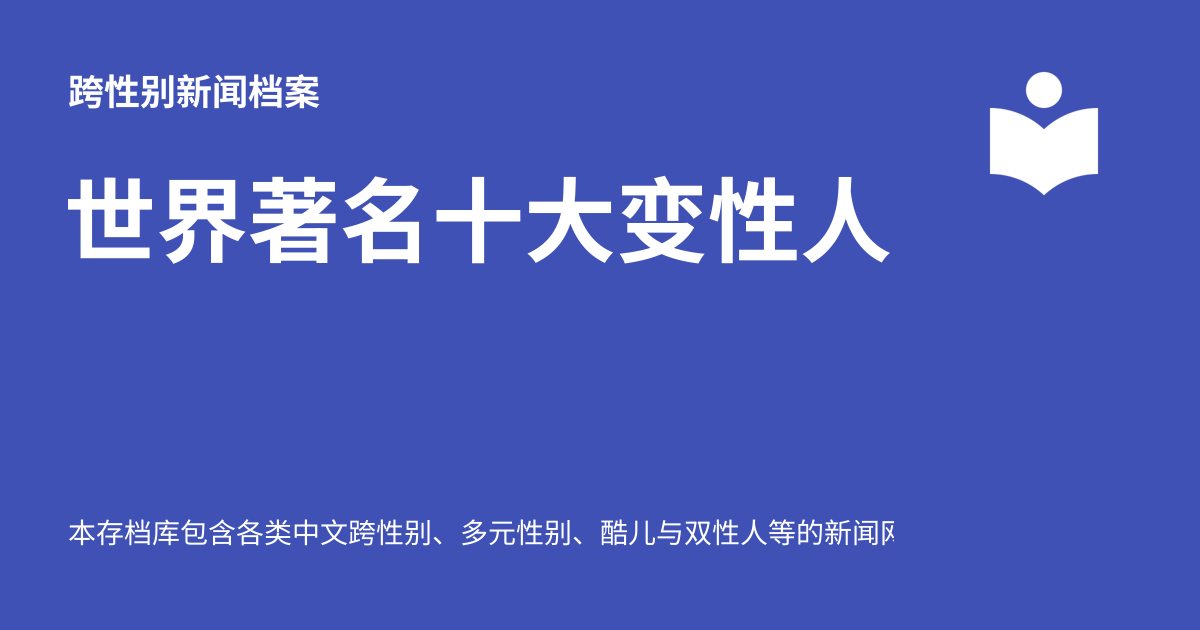 跨性别新闻档案
世界著名十大变性人
本存档库包含各类中文跨性别、多元性别、酷儿与双性人等的新闻